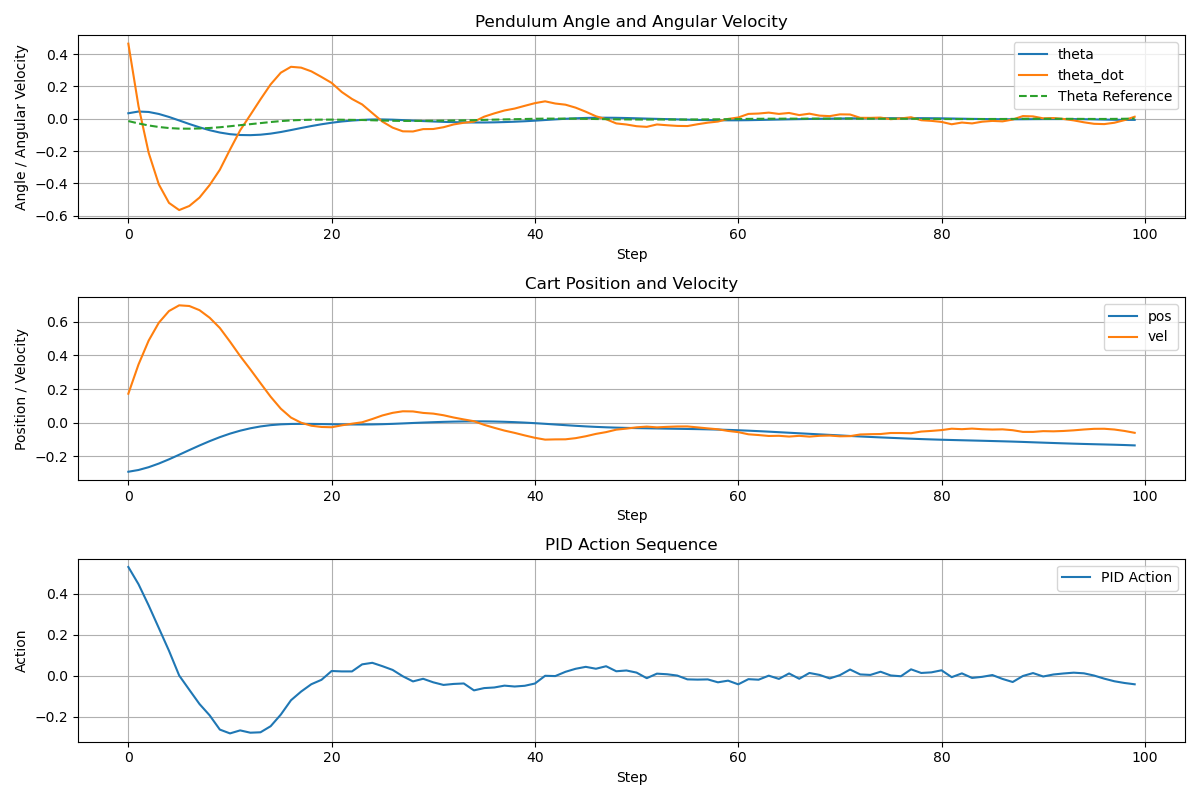 Pendulum Angle and Angular Velocity
Angle / Angular Velocity
0.4
0.2
0.0
−0.2
−0.4
−0.6
theta
theta_dot
Theta Reference
0 20 40 60 80 100
Step
Cart Position and Velocity
Position / Velocity
0.6
0.4
0.2
0.0
−0.2
pos
vel
0 20 40 60 80 100
Step
PID Action Sequence
Action
0.4
0.2
0.0
−0.2
PID Action
0 20 40 60 80 100
Step